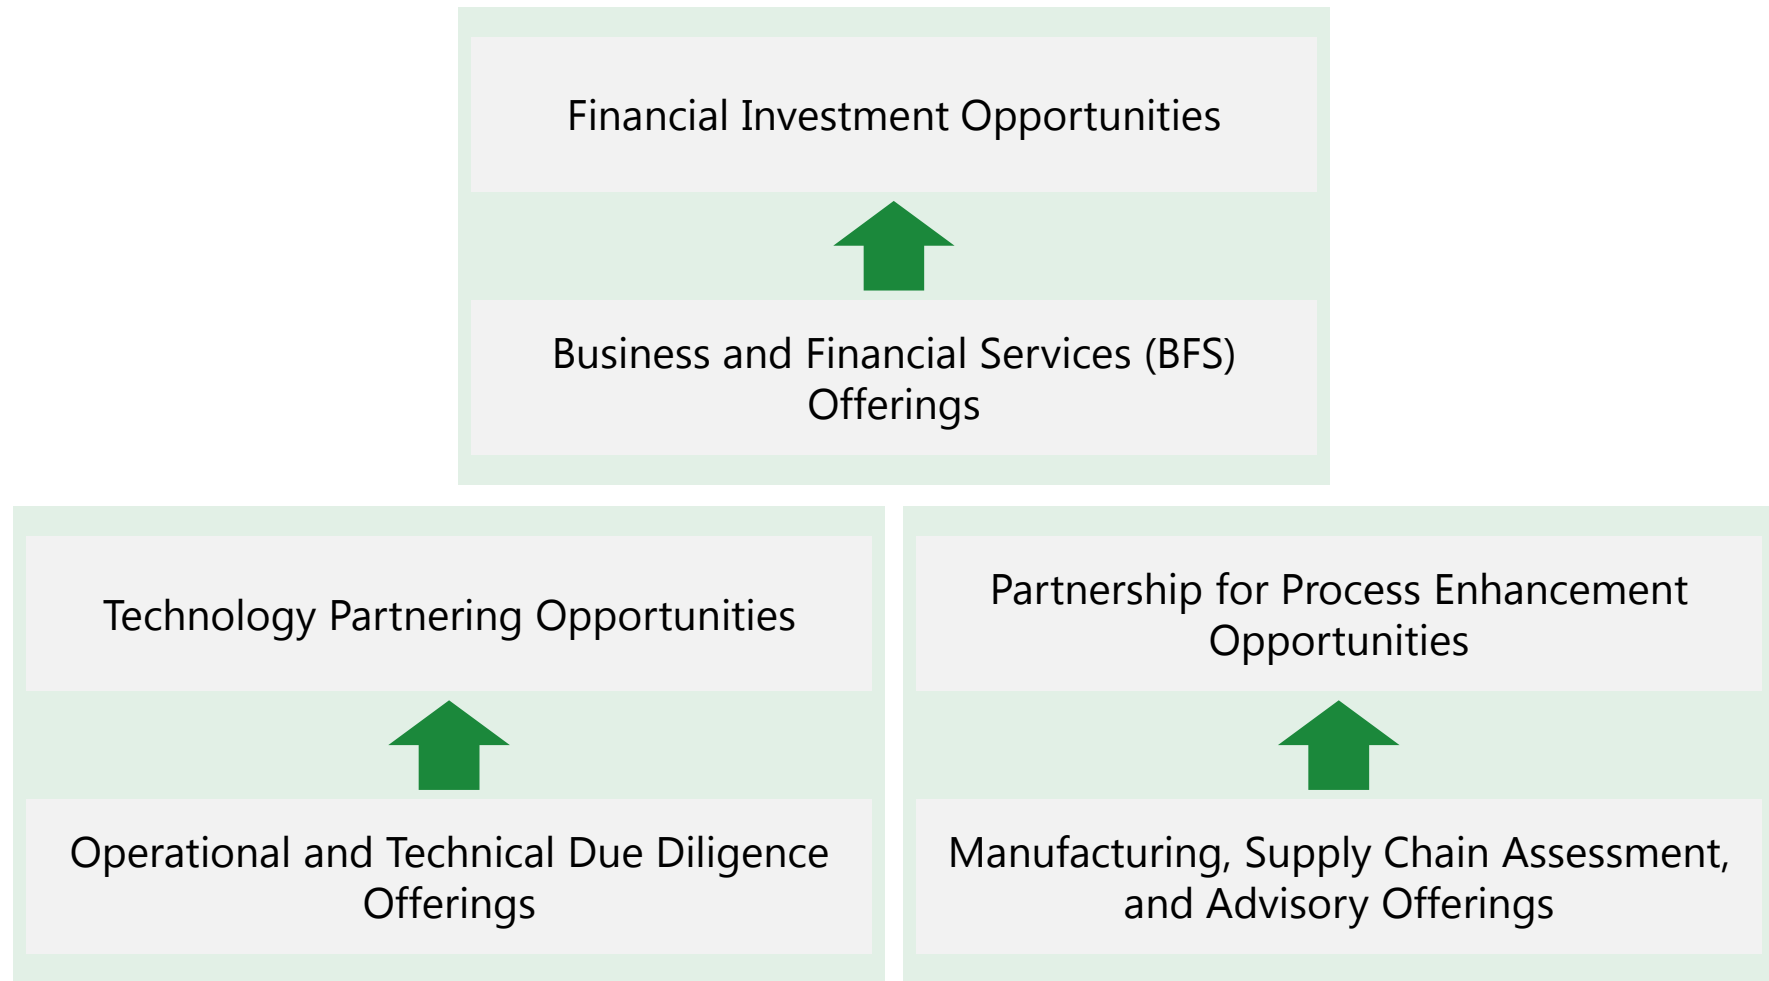 Financial Investment Opportunities
Business and Financial Services (BFS)
Offerings
Technology Partnering Opportunities
Operational and Technical Due Diligence
Offerings
Partnership for Process Enhancement
Opportunities
Manufacturing, Supply Chain Assessment,
and Advisory Offerings